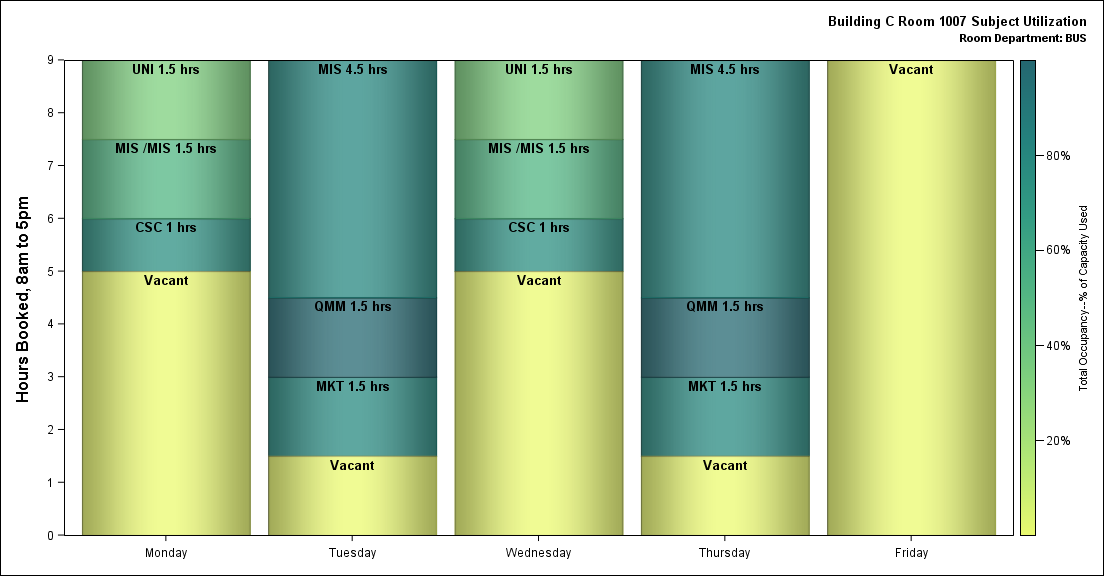 Building C Room 1007 Subject Utilization
Room Department: BUS
Hours Booked, 8am to 5pm
9
8
7
6
5
4
3
2
1
0
UNI 1.5 hrs
MIS /MIS 1.5 hrs
CSC 1 hrs
Vacant
MIS 4.5 hrs
QMM 1.5 hrs
MKT 1.5 hrs
Vacant
UNI 1.5 hrs
MIS /MIS 1.5 hrs
CSC 1 hrs
Vacant
MIS 4.5 hrs
QMM 1.5 hrs
MKT 1.5 hrs
Vacant
Vacant
Monday
Tuesday
Wednesday
Thursday
Friday
80%
60%
40%
20%
Total Occupancy--% of Capacity Used